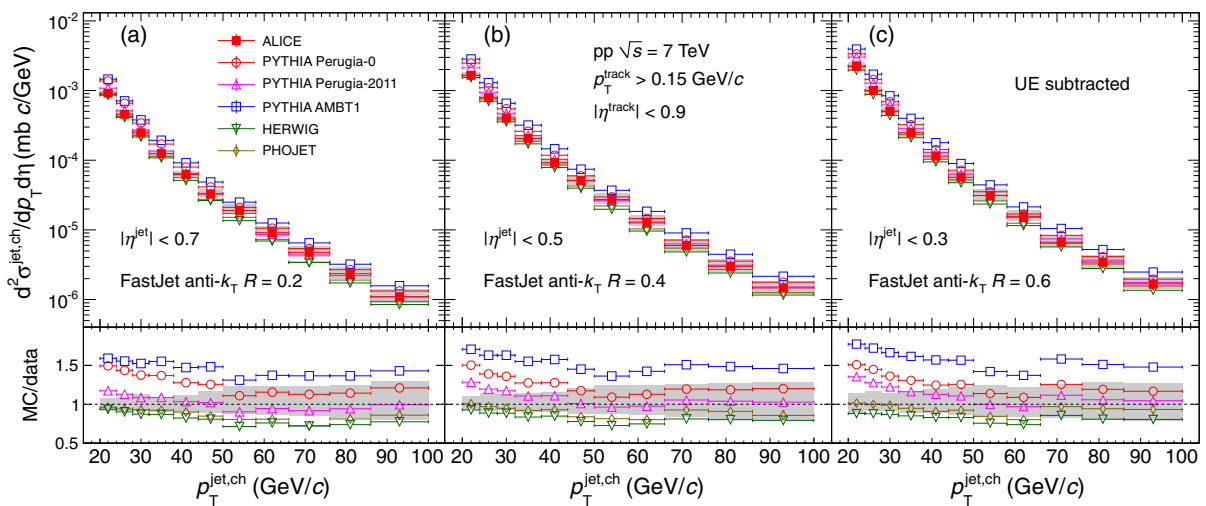 (a)
ALICE
PYTHIA Perugia-0
PYTHIA Perugia-2011
PYTHIA AMBT1
HERWIG
PHOJET
|η^jet| < 0.7
FastJet anti-k_T R = 0.2
(b)
pp √s = 7 TeV
p_T^track > 0.15 GeV/c
|η^track| < 0.9
|η^jet| < 0.5
FastJet anti-k_T R = 0.4
(c)
UE subtracted
|η^jet| < 0.3
FastJet anti-k_T R = 0.6
d²σ^jet,ch/dp_T dη (mb c/GeV)
10⁻²
10⁻³
10⁻⁴
10⁻⁵
10⁻⁶
MC/data
1.5
1
0.5
20 30 40 50 60 70 80 90 100
20 30 40 50 60 70 80 90 100
20 30 40 50 60 70 80 90 100
p_T^jet,ch (GeV/c)
p_T^jet,ch (GeV/c)
p_T^jet,ch (GeV/c)